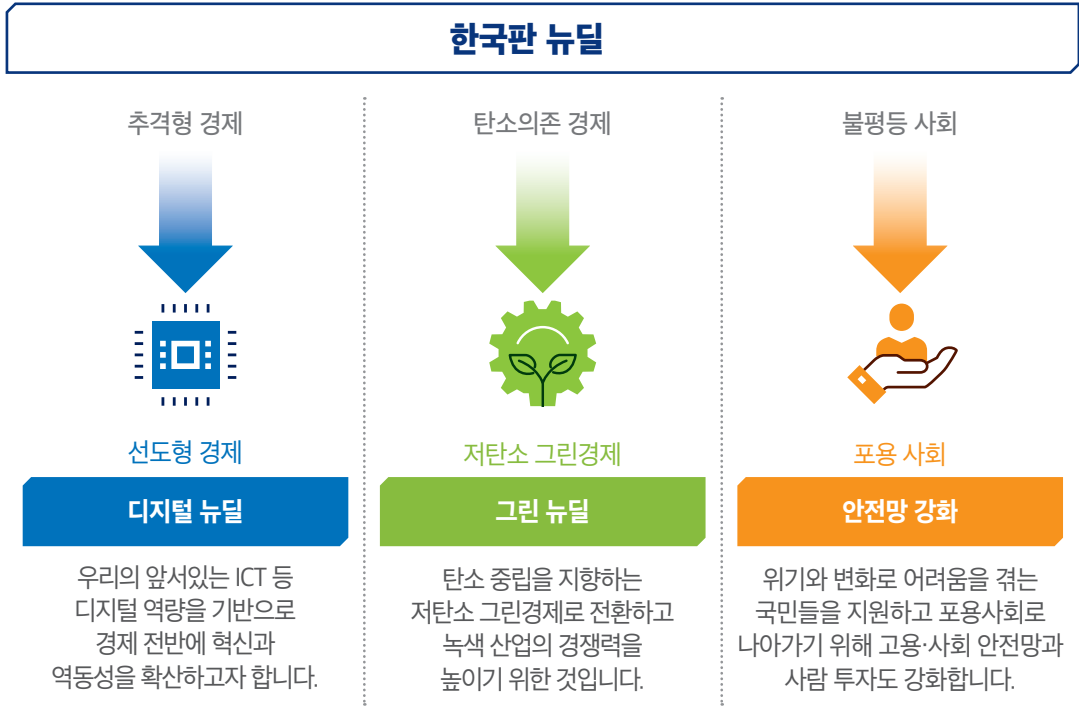 한국판 뉴딜
추격형 경제
선도형 경제
디지털 뉴딜
우리의 앞서있는 ICT 등
디지털 역량을 기반으로
경제 전반에 혁신과
역동성을 확산하고자 합니다.
탄소의존 경제
저탄소 그린경제
그린 뉴딜
탄소 중립을 지향하는
저탄소 그린경제로 전환하고
녹색 산업의 경쟁력을
높이기 위한 것입니다.
불평등 사회
포용 사회
안전망 강화
위기와 변화로 어려움을 겪는
국민들을 지원하고 포용사회로
나아가기 위해 고용·사회 안전망과
사람 투자도 강화합니다.